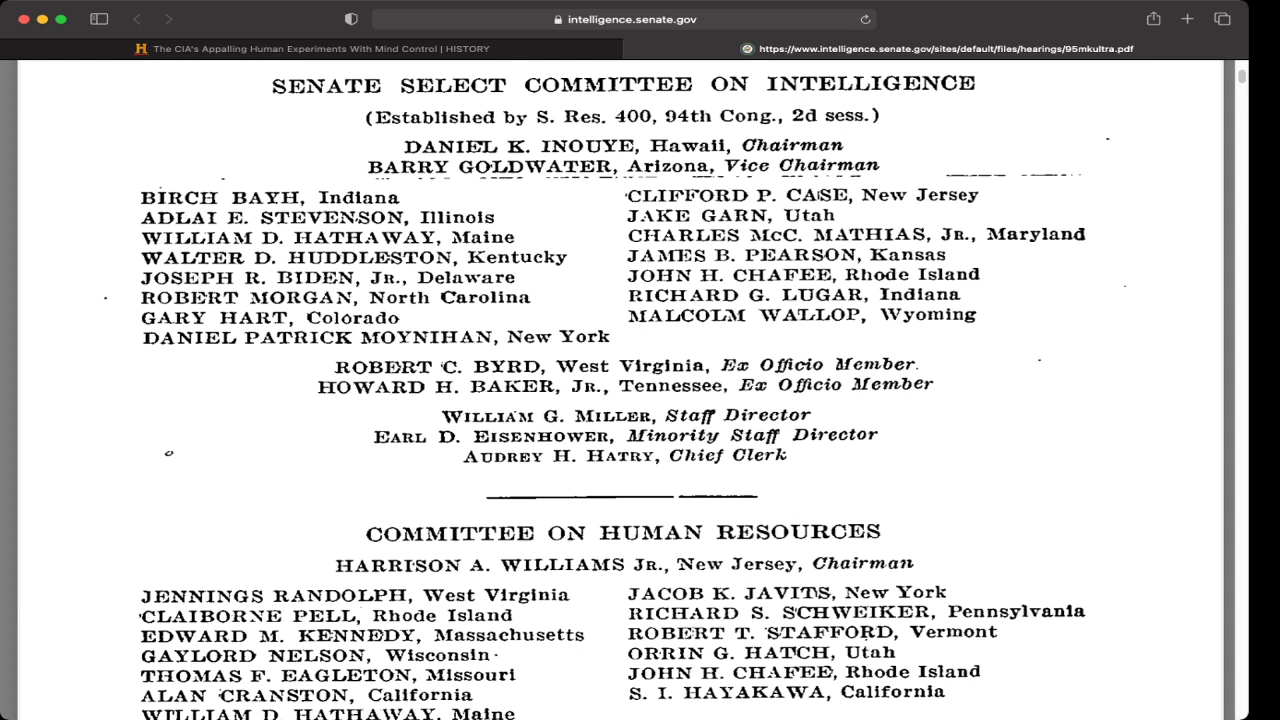 intelligence.senate.gov
The CIA's Appalling Human Experiments With Mind Control | HISTORY
https://www.intelligence.senate.gov/sites/default/files/hearings/95mkultra.pdf
SENATE SELECT COMMITTEE ON INTELLIGENCE
(Established by S. Res. 400, 94th Cong., 2d sess.)
DANIEL K. INOUYE, Hawaii, Chairman
BARRY GOLDWATER, Arizona, Vice Chairman
BIRCH BAYH, Indiana
ADLAI E. STEVENSON, Illinois
WILLIAM D. HATHAWAY, Maine
WALTER D. HUDDLESTON, Kentucky
JOSEPH R. BIDEN, JR., Delaware
ROBERT MORGAN, North Carolina
GARY HART, Colorado
DANIEL PATRICK MOYNIHAN, New York
CLIFFORD P. CASE, New Jersey
JAKE GARN, Utah
CHARLES McC. MATHIAS, JR., Maryland
JAMES B. PEARSON, Kansas
JOHN H. CHAFEE, Rhode Island
RICHARD G. LUGAR, Indiana
MALCOLM WALLOP, Wyoming
ROBERT C. BYRD, West Virginia, Ex Officio Member
HOWARD H. BAKER, JR., Tennessee, Ex Officio Member
WILLIAM G. MILLER, Staff Director
EARL D. EISENHOWER, Minority Staff Director
AUDREY H. HATRY, Chief Clerk
COMMITTEE ON HUMAN RESOURCES
HARRISON A. WILLIAMS JR., New Jersey, Chairman
JENNINGS RANDOLPH, West Virginia
CLAIBORNE PELL, Rhode Island
EDWARD M. KENNEDY, Massachusetts
GAYLORD NELSON, Wisconsin
THOMAS F. EAGLETON, Missouri
ALAN CRANSTON, California
WILLIAM D. HATHAWAY, Maine
JACOB K. JAVITS, New York
RICHARD S. SCHWEIKER, Pennsylvania
ROBERT T. STAFFORD, Vermont
ORRIN G. HATCH, Utah
JOHN H. CHAFEE, Rhode Island
S. I. HAYAKAWA, California